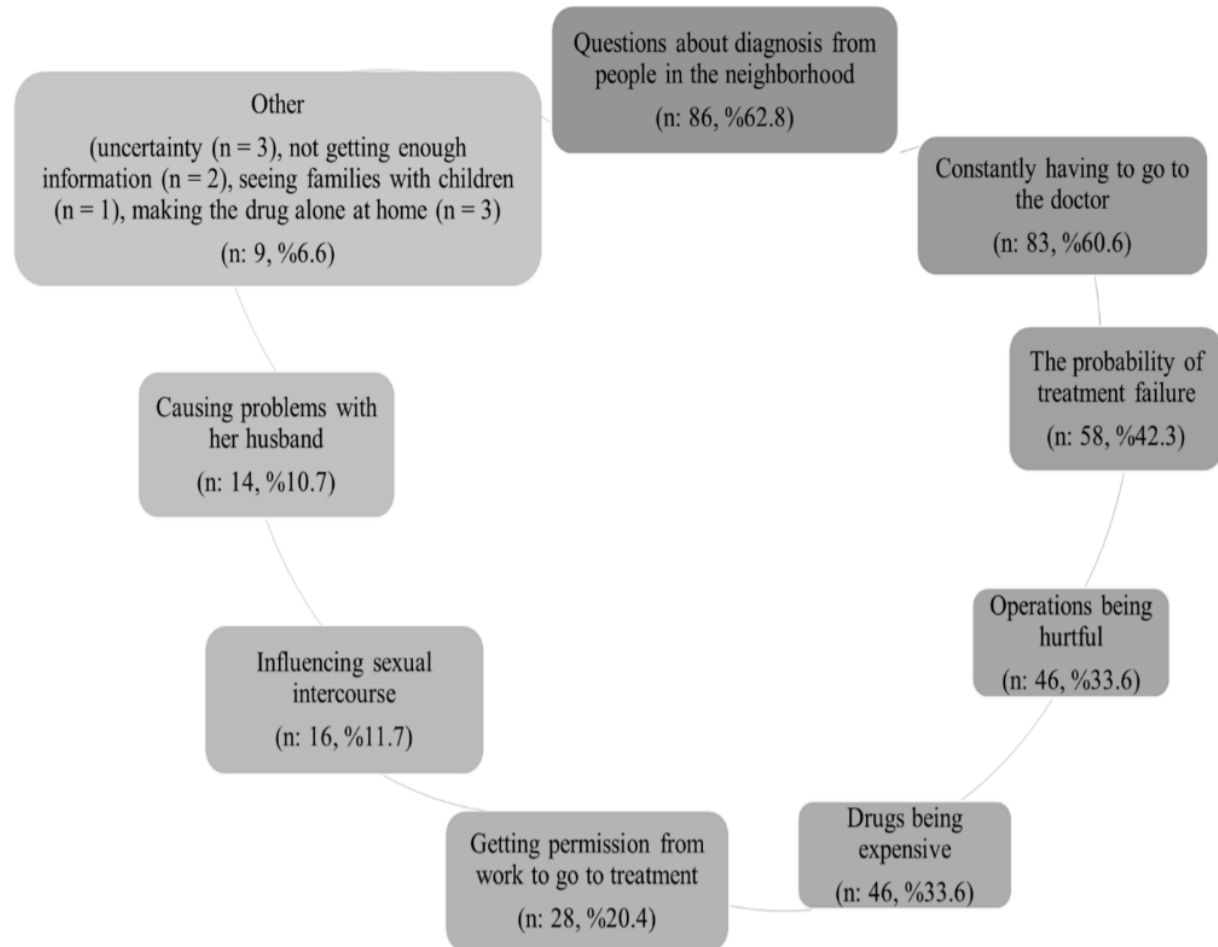 Questions about diagnosis from
people in the neighborhood
(n: 86, %62.8)
Constantly having to go to
the doctor
(n: 83, %60.6)
The probability of
treatment failure
(n: 58, %42.3)
Operations being
hurtful
(n: 46, %33.6)
Drugs being
expensive
(n: 46, %33.6)
Getting permission from
work to go to treatment
(n: 28, %20.4)
Influencing sexual
intercourse
(n: 16, %11.7)
Causing problems with
her husband
(n: 14, %10.7)
Other
(uncertainty (n = 3), not getting enough
information (n = 2), seeing families with children
(n = 1), making the drug alone at home (n = 3)
(n: 9, %6.6)